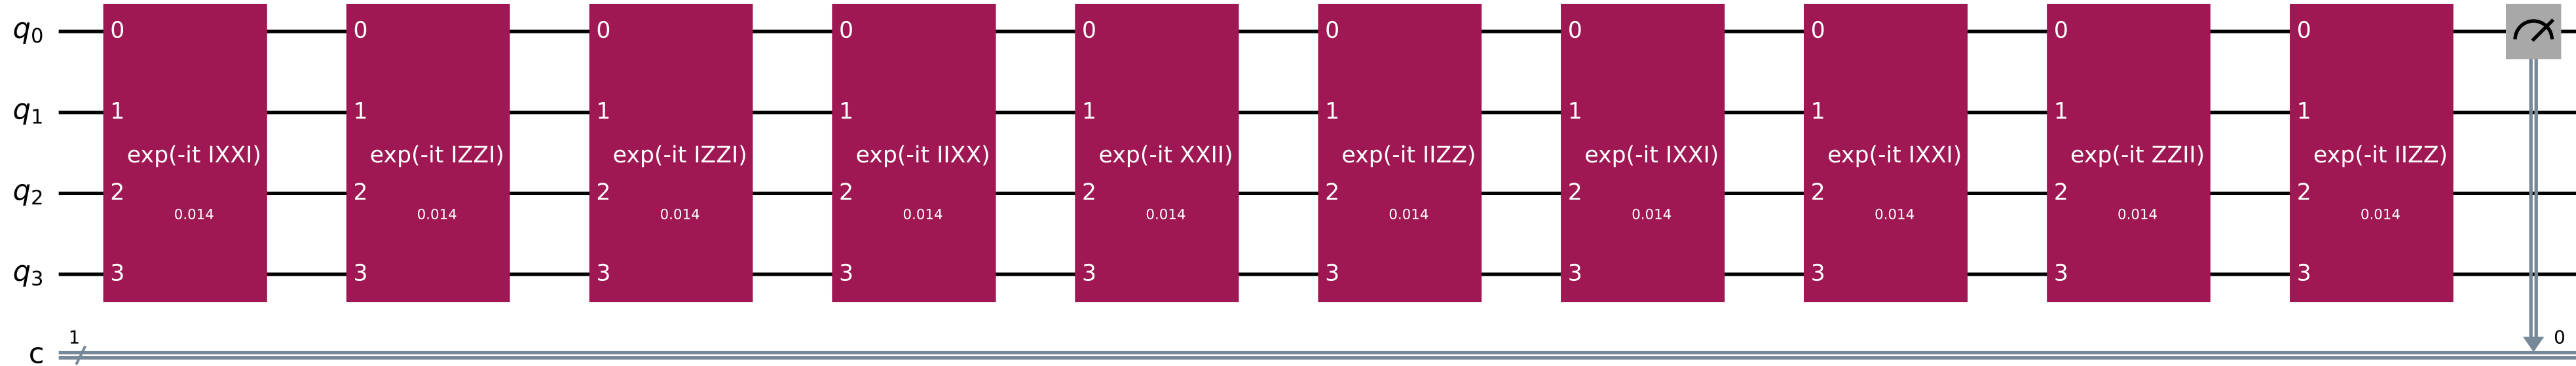 q0 0 0 0 0 0 0 0 0 0 0
q1 1 1 1 1 1 1 1 1 1 1
exp(-it IXXI) exp(-it IZZI) exp(-it IZZI) exp(-it IIXX) exp(-it XXII) exp(-it IIZZ) exp(-it IXXI) exp(-it IXXI) exp(-it ZZII) exp(-it IIZZ)
q2 2 2 2 2 2 2 2 2 2 2
0.014 0.014 0.014 0.014 0.014 0.014 0.014 0.014 0.014 0.014
q3 3 3 3 3 3 3 3 3 3 3
1 0
c